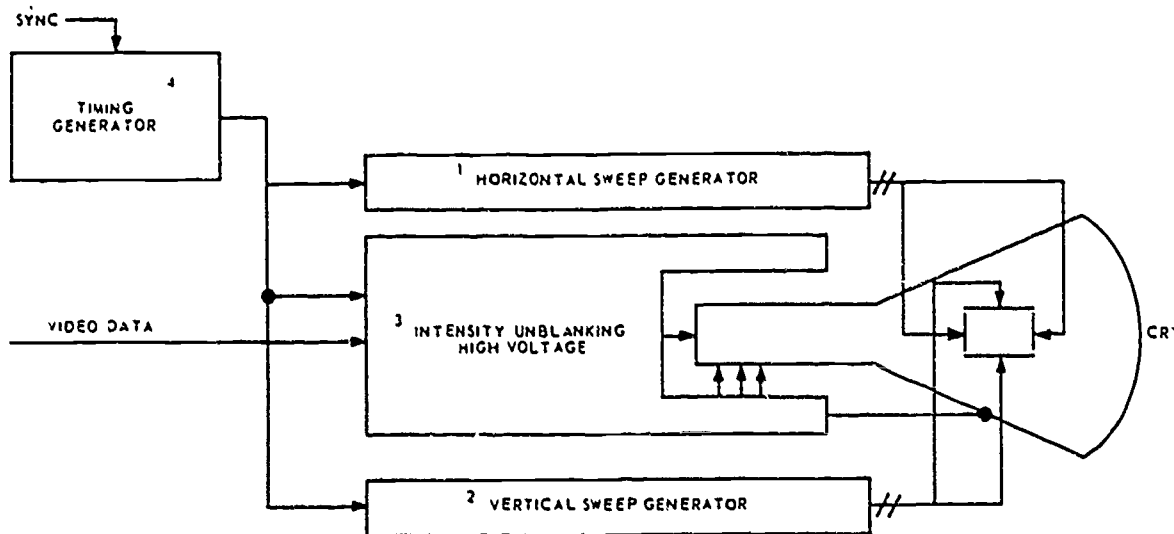 SYNC
4
TIMING
GENERATOR
1 HORIZONTAL SWEEP GENERATOR
VIDEO DATA
3 INTENSITY UNBLANKING
HIGH VOLTAGE
CR
2 VERTICAL SWEEP GENERATOR